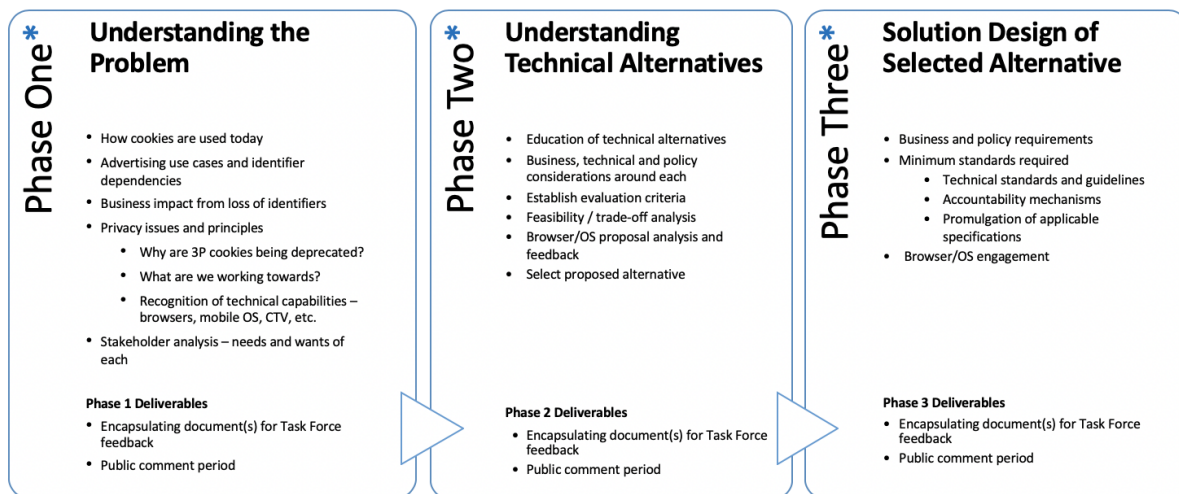 *
Phase One
Understanding the
Problem
• How cookies are used today
• Advertising use cases and identifier
dependencies
• Business impact from loss of identifiers
• Privacy issues and principles
• Why are 3P cookies being deprecated?
• What are we working towards?
• Recognition of technical capabilities –
browsers, mobile OS, CTV, etc.
• Stakeholder analysis – needs and wants of
each
Phase 1 Deliverables
• Encapsulating document(s) for Task Force
feedback
• Public comment period
*
Phase Two
Understanding
Technical Alternatives
• Education of technical alternatives
• Business, technical and policy
considerations around each
• Establish evaluation criteria
• Feasibility / trade-off analysis
• Browser/OS proposal analysis and
feedback
• Select proposed alternative
Phase 2 Deliverables
• Encapsulating document(s) for Task Force
feedback
• Public comment period
*
Phase Three
Solution Design of
Selected Alternative
• Business and policy requirements
• Minimum standards required
• Technical standards and guidelines
• Accountability mechanisms
• Promulgation of applicable
specifications
• Browser/OS engagement
Phase 3 Deliverables
• Encapsulating document(s) for Task Force
feedback
• Public comment period